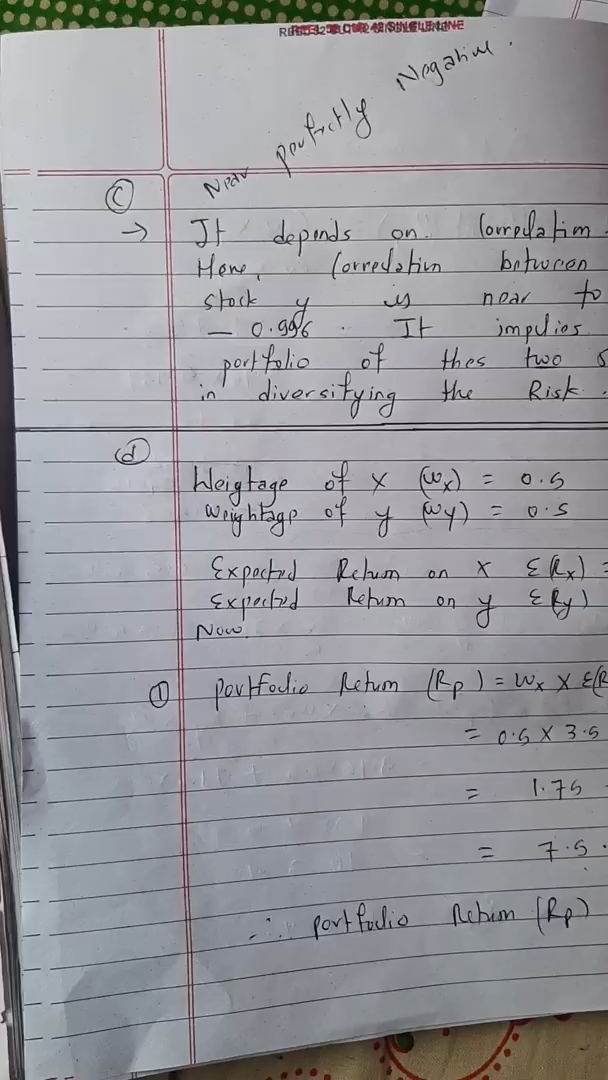 Near perfectly Negative.
(c)
→ It depends on Correlation.
Here, Correlation between
stock y is near to
- 0.996. It implies
portfolio of thes two S
in diversifying the Risk.
(d)
Weigtage of x (wx) = 0.5
Weightage of y (wy) = 0.5
Expected Return on x Ɛ(Rx) =
Expected Return on y Ɛ(Ry)
Now
① Portfolio Return (Rp) = Wx × Ɛ(R
= 0.5 × 3.5
= 1.75
= 7.5.
∴ portfolio Return (Rp)